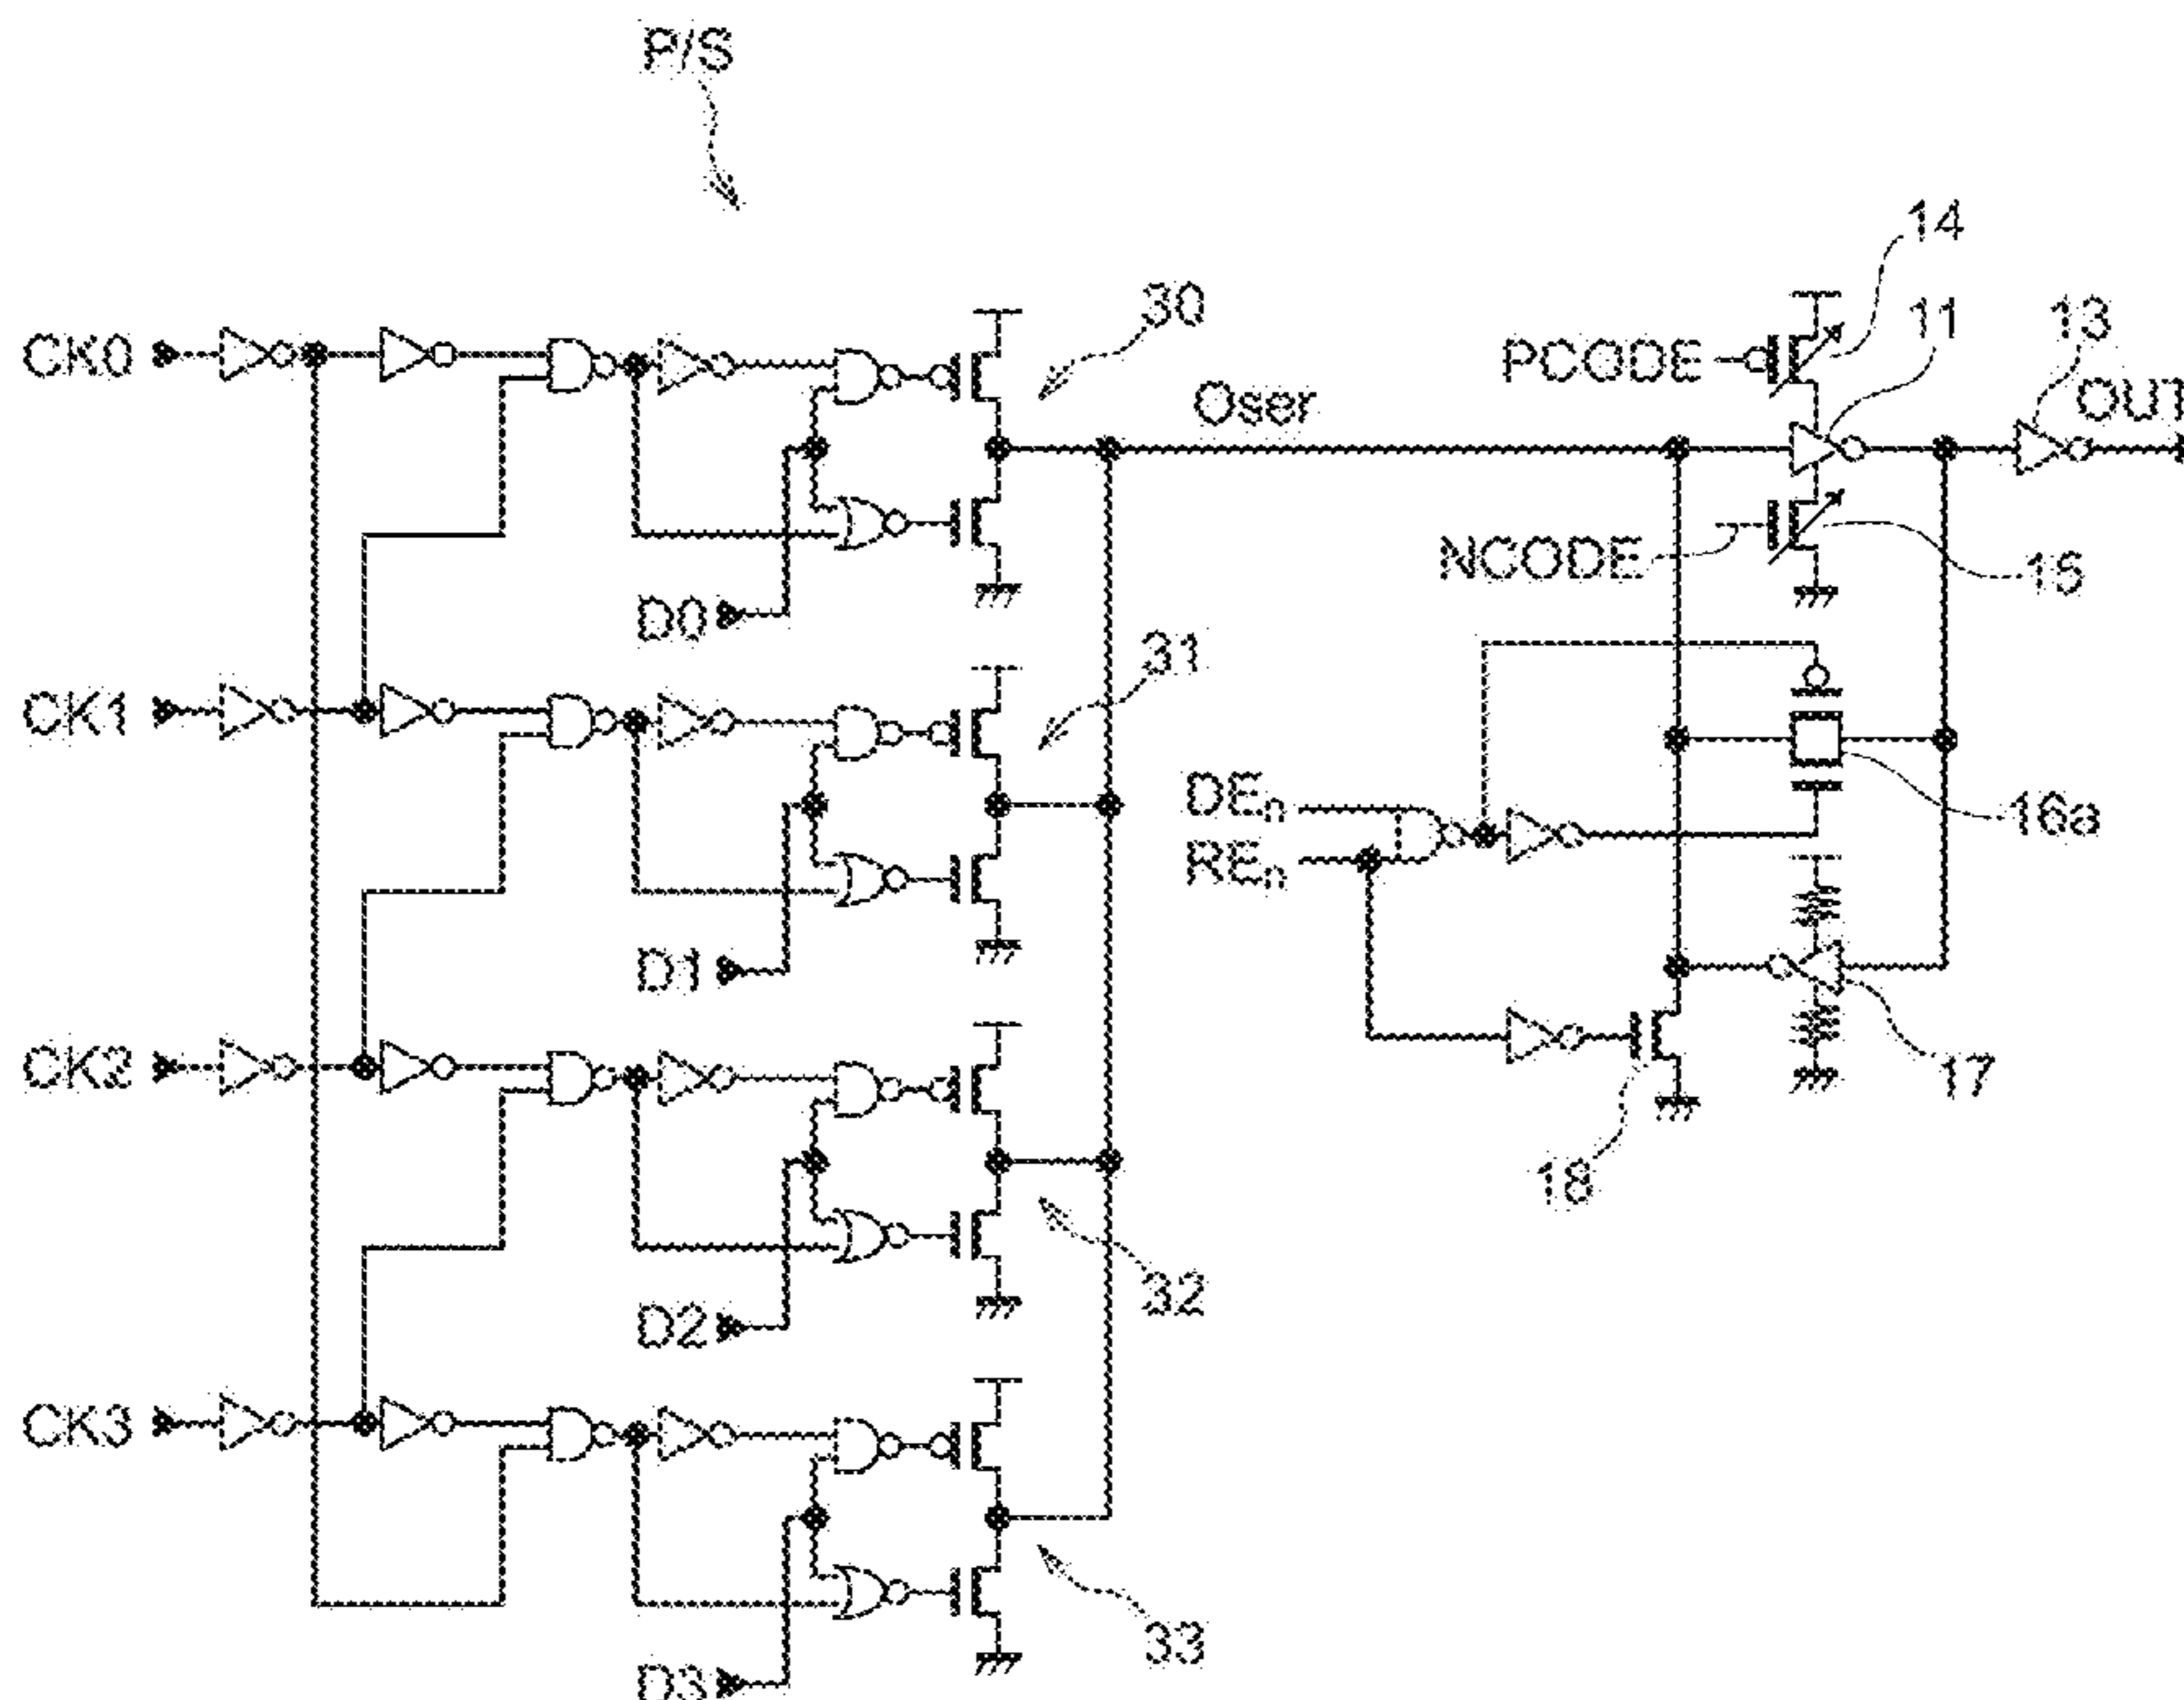 P/S
14
11
13
30
CK0
PCODE
OUT
Oser
NCODE
15
D0
31
CK1
DEn
16a
REn
D1
CK2
17
18
32
D2
CK3
33
D3